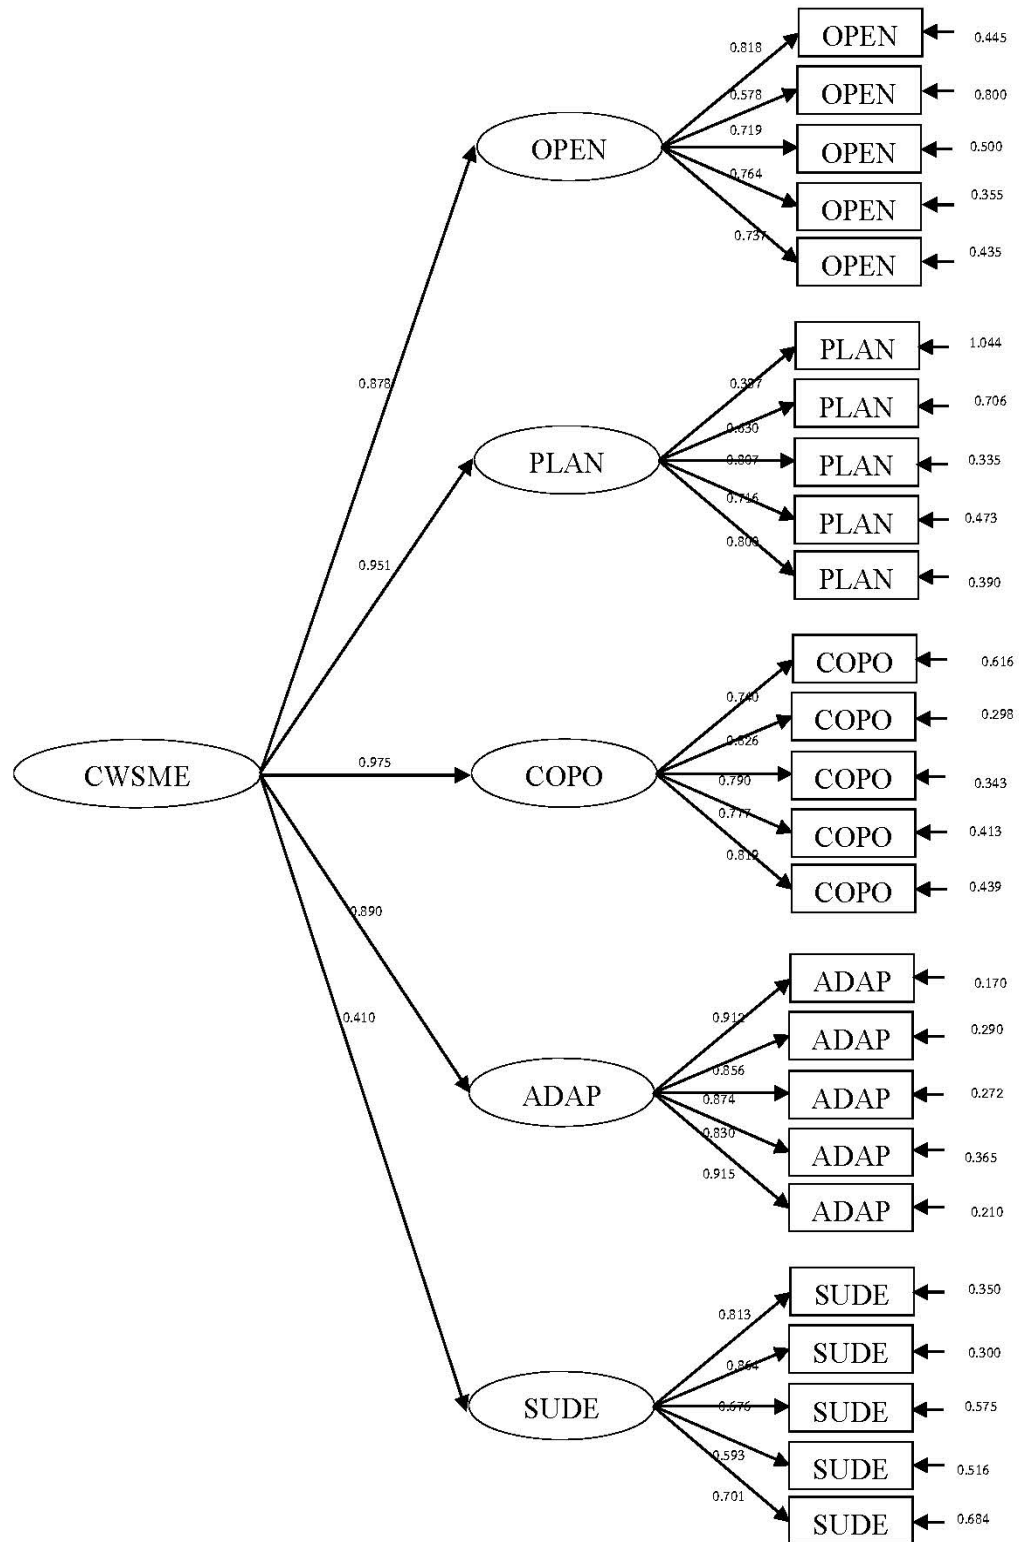 OPEN
0.445
0.818
OPEN
0.800
0.578
OPEN
0.500
0.719
OPEN
0.355
0.764
OPEN
0.435
0.737
OPEN
PLAN
1.044
0.387
PLAN
0.706
0.630
PLAN
0.335
0.807
PLAN
0.473
0.716
PLAN
0.390
0.800
PLAN
0.878
0.951
COPO
0.616
0.740
COPO
0.298
0.826
COPO
0.343
0.790
COPO
0.413
0.777
COPO
0.439
0.819
COPO
CWSME
0.975
0.890
0.410
ADAP
0.170
0.912
ADAP
0.290
0.856
ADAP
0.272
0.874
ADAP
0.365
0.830
ADAP
0.210
0.915
ADAP
SUDE
0.350
0.813
SUDE
0.300
0.864
SUDE
0.575
0.676
SUDE
0.516
0.593
SUDE
0.684
0.701
SUDE